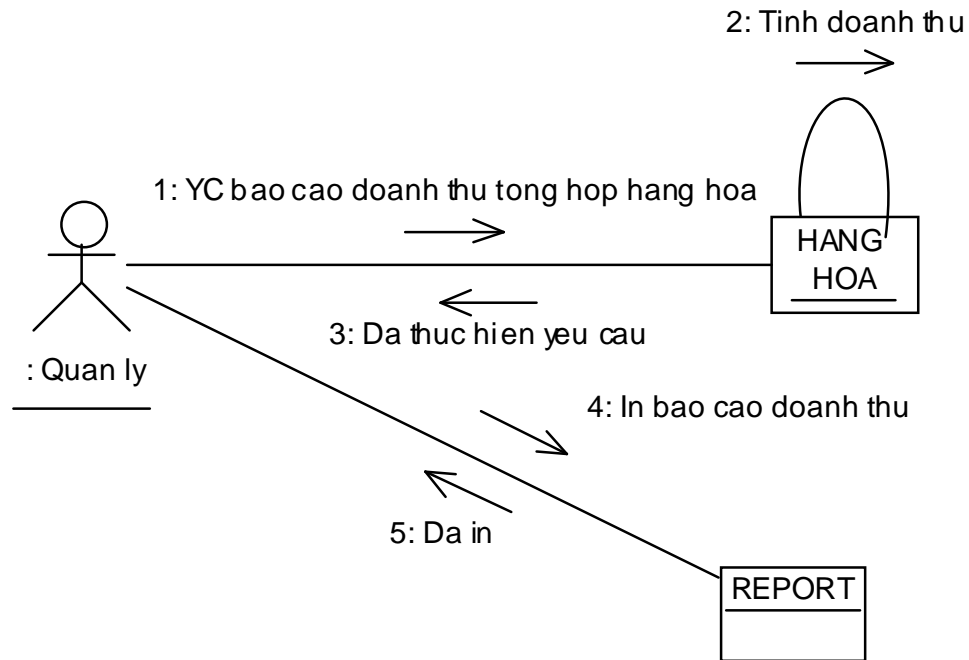 2: Tinh doanh thu
1: YC bao cao doanh thu tong hop hang hoa
HANG
HOA
3: Da thuc hien yeu cau
: Quan ly
4: In bao cao doanh thu
5: Da in
REPORT